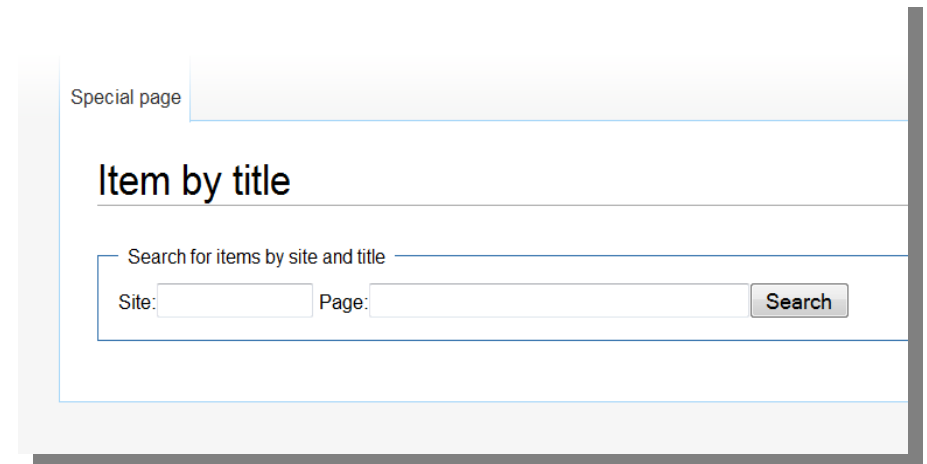 Special page
Item by title
Search for items by site and title
Site: Page: Search